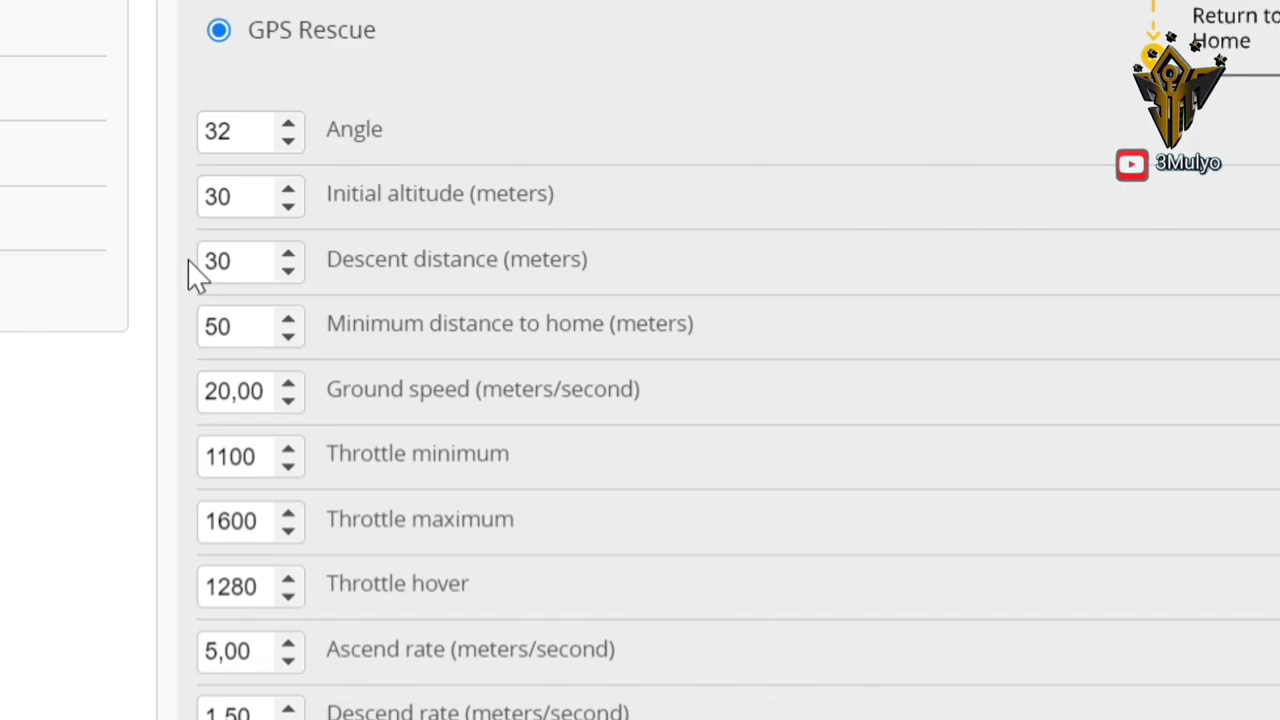 GPS Rescue
Return to
Home
3Mulyo
32 Angle
30 Initial altitude (meters)
30 Descent distance (meters)
50 Minimum distance to home (meters)
20,00 Ground speed (meters/second)
1100 Throttle minimum
1600 Throttle maximum
1280 Throttle hover
5,00 Ascend rate (meters/second)
1,50 Descend rate (meters/second)